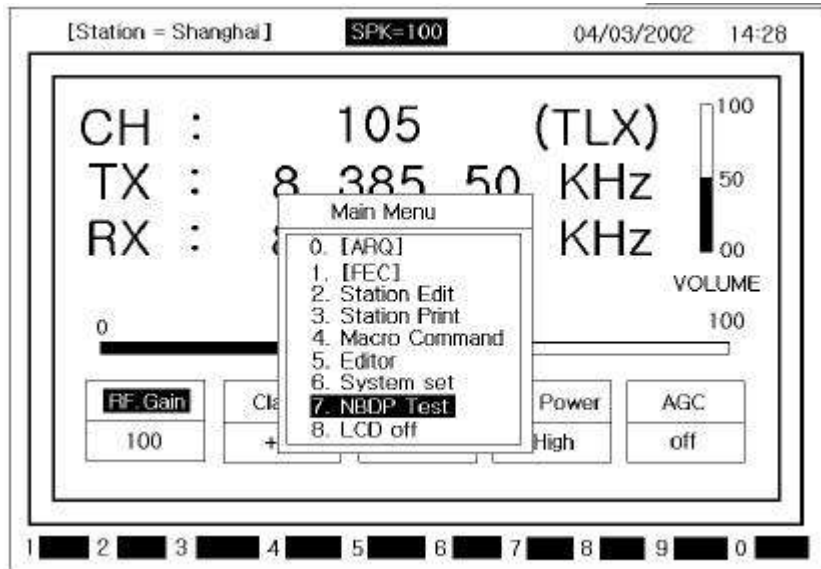 [Station = Shanghai] SPK=100 04/03/2002 14:28
CH : 105 (TLX)
TX : 8 385 50 KHz
RX : KHz
100
50
00
VOLUME
Main Menu
0. [ARQ]
1. [FEC]
2. Station Edit
3. Station Print
4. Macro Command
5. Editor
6. System set
7. NBDP Test
8. LCD off
0 100
RF. Gain Power AGC
100 High off
1 2 3 4 5 6 7 8 9 0